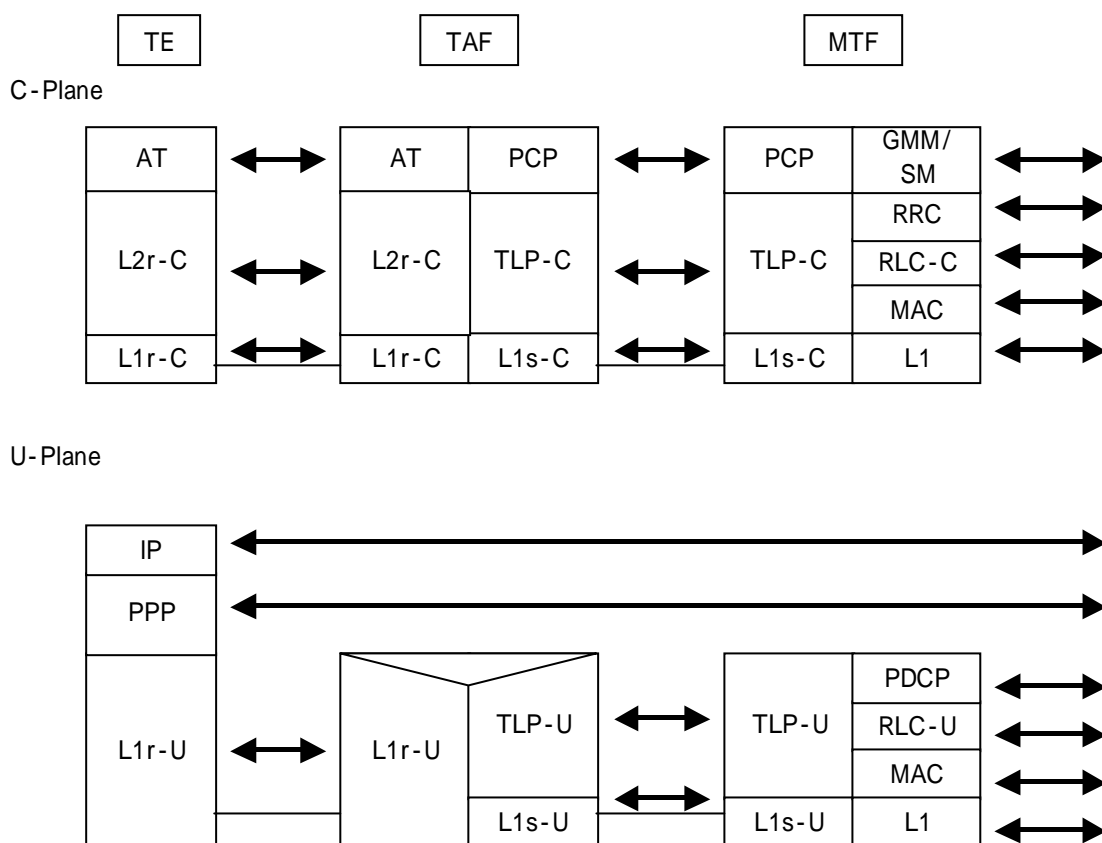 TE TAF MTF
C-Plane
AT AT PCP PCP GMM/
SM
RRC
L2r-C L2r-C TLP-C TLP-C RLC-C
MAC
L1r-C L1r-C L1s-C L1s-C L1
U-Plane
IP
PPP
PDCP
TLP-U TLP-U RLC-U
L1r-U L1r-U MAC
L1s-U L1s-U L1